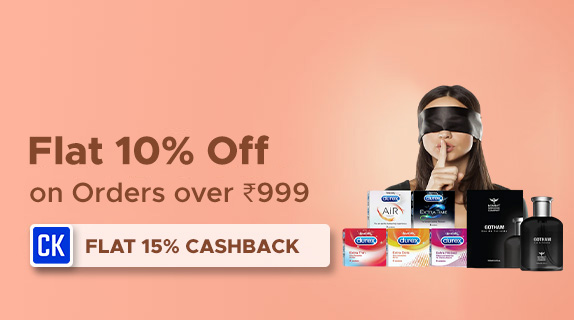 Flat 10% Off
on Orders over ₹999
CK
FLAT 15% CASHBACK
durex
AIR
durex
EXTRA TIME
durex
durex
durex
GOTHAM
GOTHAM